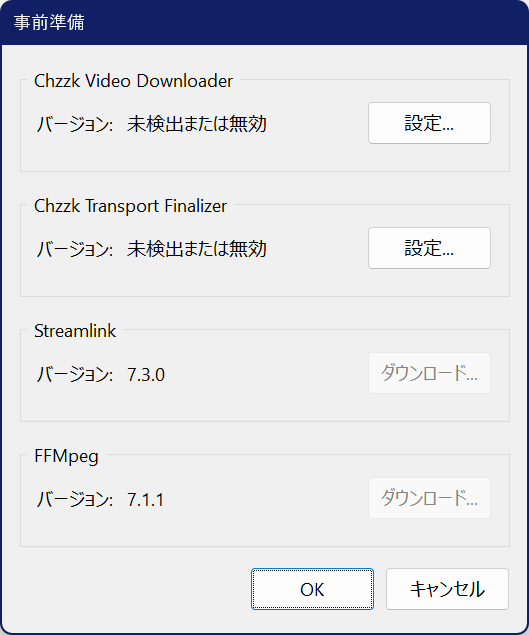 事前準備
Chzzk Video Downloader
バージョン: 未検出または無効
設定...
Chzzk Transport Finalizer
バージョン: 未検出または無効
設定...
Streamlink
バージョン: 7.3.0
ダウンロード...
FFMpeg
バージョン: 7.1.1
ダウンロード...
OK
キャンセル